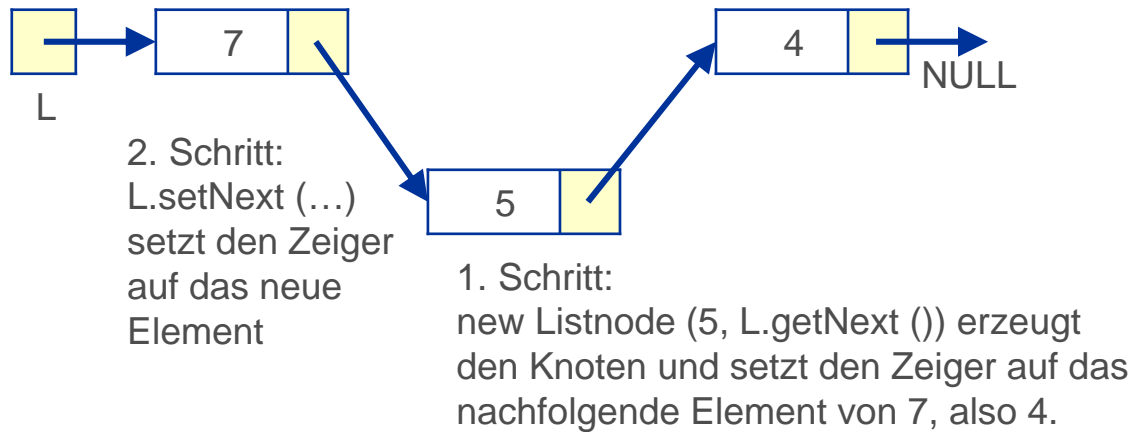 7
4
NULL
L
2. Schritt:
L.setNext (…)
setzt den Zeiger
auf das neue
Element
5
1. Schritt:
new Listnode (5, L.getNext ()) erzeugt
den Knoten und setzt den Zeiger auf das
nachfolgende Element von 7, also 4.